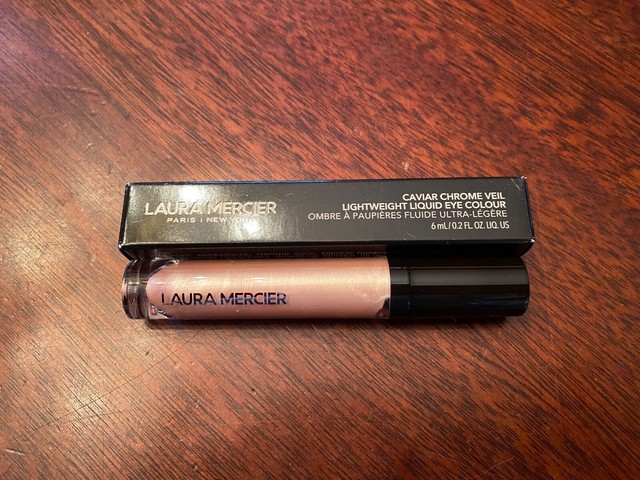 LAURA MERCIER
PARIS | NEW YORK
CAVIAR CHROME VEIL
LIGHTWEIGHT LIQUID EYE COLOUR
OMBRE À PAUPIÈRES FLUIDE ULTRA-LÉGÈRE
6 mL / 0.2 FL. OZ. LIQ. US
LAURA MERCIER